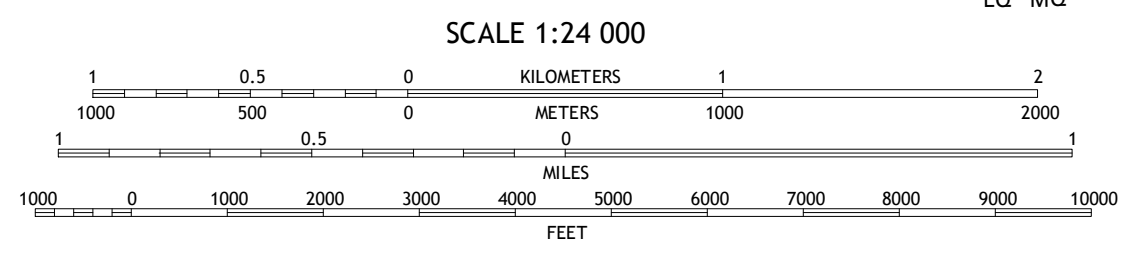 SCALE 1:24 000
1 0.5 0 KILOMETERS 1 2
1000 500 0 METERS 1000 2000
1 0.5 0 1
MILES
1000 0 1000 2000 3000 4000 5000 6000 7000 8000 9000 10000
FEET